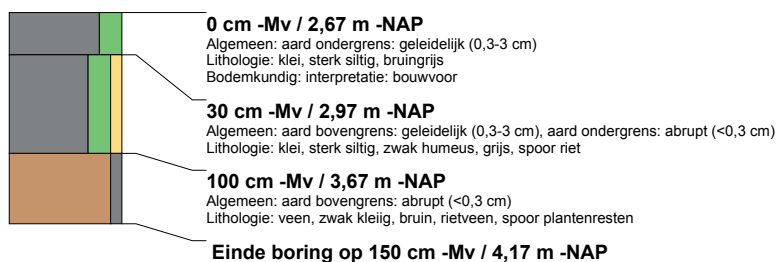 0 cm -Mv / 2,67 m -NAP
Algemeen: aard ondergrens: geleidelijk (0,3-3 cm)
Lithologie: klei, sterk siltig, bruingrijs
Bodemkundig: interpretatie: bouwvoor
30 cm -Mv / 2,97 m -NAP
Algemeen: aard bovengrens: geleidelijk (0,3-3 cm), aard ondergrens: abrupt (<0,3 cm)
Lithologie: klei, sterk siltig, zwak humeus, grijs, spoor riet
100 cm -Mv / 3,67 m -NAP
Algemeen: aard bovengrens: abrupt (<0,3 cm)
Lithologie: veen, zwak kleiig, bruin, rietveen, spoor plantenresten
Einde boring op 150 cm -Mv / 4,17 m -NAP